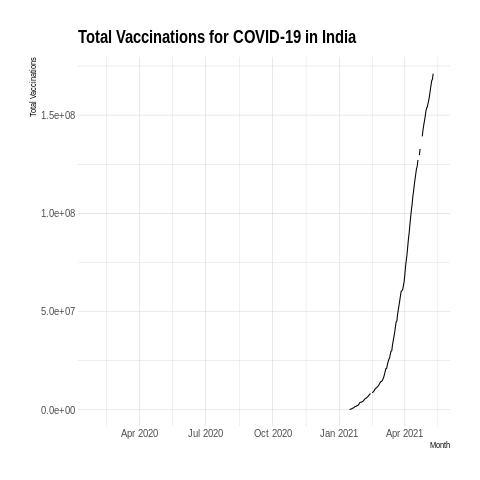 Total Vaccinations for COVID-19 in India
Total Vaccinations
1.5e+08
1.0e+08
5.0e+07
0.0e+00
Apr 2020 Jul 2020 Oct 2020 Jan 2021 Apr 2021
Month